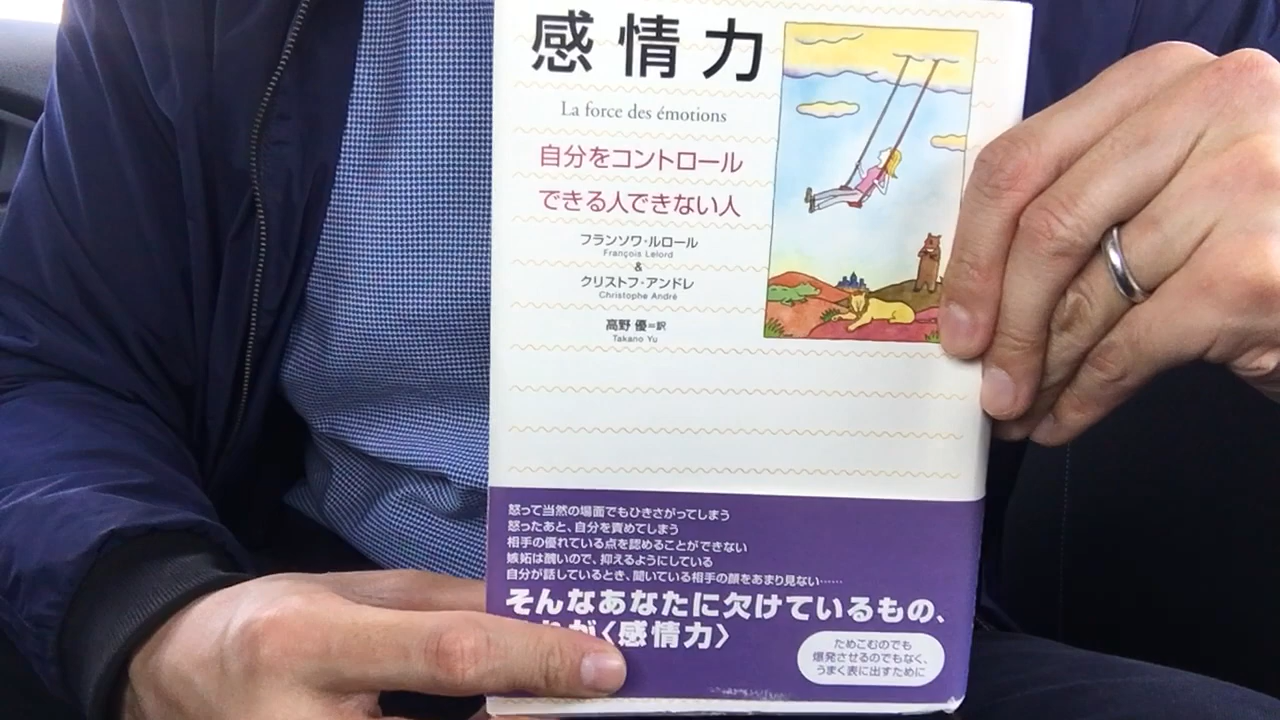 感情力
La force des émotions
自分をコントロール
できる人できない人
フランソワ・ルロール
François Lelord
&
クリストフ・アンドレ
Christophe André
高野 優=訳
Takano Yu
怒って当然の場面でもひきさがってしまう
怒ったあと、自分を責めてしまう
相手の優れている点を認めることができない
嫉妬は醜いので、抑えるようにしている
自分が話しているとき、聞いている相手の顔をあまり見ない……
そんなあなたに欠けているもの、
が〈感情力〉
ためこむのでも
爆発させるのでもなく、
うまく表に出すために